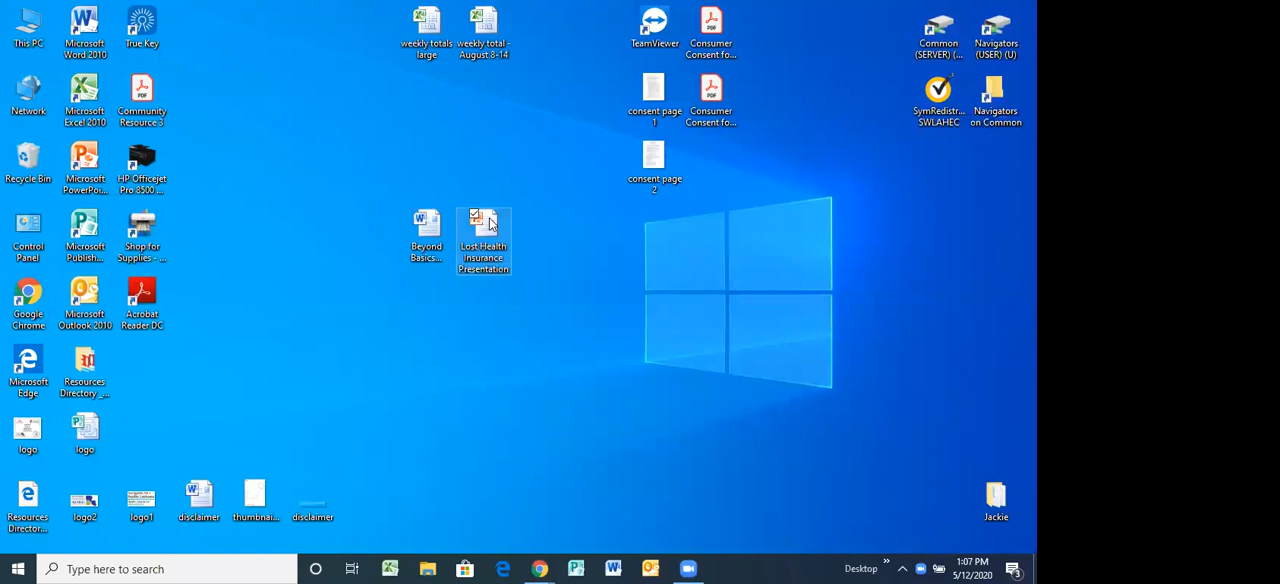 This PC
Microsoft
Word 2010
True Key
weekly totals
large
weekly total -
August 8-14
TeamViewer
Consumer
Consent fo...
Common
(SERVER) (...
Navigators
(USER) (U)
Network
Microsoft
Excel 2010
Community
Resource 3
consent page
1
Consumer
Consent fo...
SymRedistr...
SWLAHEC
Navigators
on Common
Recycle Bin
Microsoft
PowerPoi...
HP Officejet
Pro 8500 ...
consent page
2
Control
Panel
Microsoft
Publish...
Shop for
Supplies - ...
Beyond
Basics...
Lost Health
Insurance
Presentation
Google
Chrome
Microsoft
Outlook 2010
Acrobat
Reader DC
Microsoft
Edge
Resources
Directory _...
logo
logo
Resources
Director...
logo2
logo1
disclaimer
thumbnai...
disclaimer
Jackie
Type here to search
Desktop
1:07 PM
5/12/2020
3